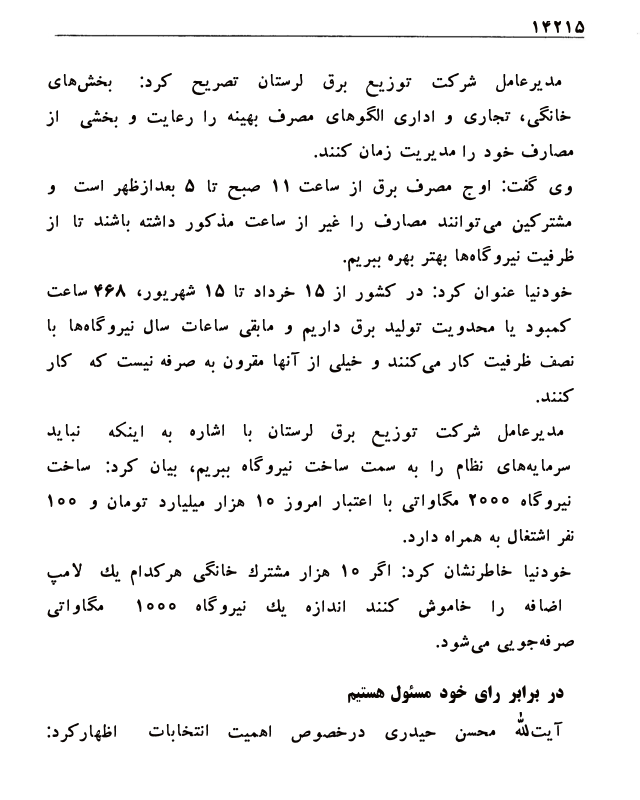 ۱۴۲۱۵
مدیرعامل شرکت توزیع برق لرستان تصریح کرد: بخش‌های
خانگی، تجاری و اداری الگوهای مصرف بهینه را رعایت و بخشی از
مصارف خود را مدیریت زمان کنند.
وی گفت: اوج مصرف برق از ساعت ۱۱ صبح تا ۵ بعدازظهر است و
مشترکین می‌توانند مصارف را غیر از ساعت مذکور داشته باشند تا از
ظرفیت نیروگاه‌ها بهتر بهره ببریم.
خودنیا عنوان کرد: در کشور از ۱۵ خرداد تا ۱۵ شهریور، ۴۶۸ ساعت
کمبود یا محدویت تولید برق داریم و مابقی ساعات سال نیروگاه‌ها با
نصف ظرفیت کار می‌کنند و خیلی از آنها مقرون به صرفه نیست که کار
کنند.
مدیرعامل شرکت توزیع برق لرستان با اشاره به اینکه نباید
سرمایه‌های نظام را به سمت ساخت نیروگاه ببریم، بیان کرد: ساخت
نیروگاه ۲۰۰۰ مگاواتی با اعتبار امروز ۱۰ هزار میلیارد تومان و ۱۰۰
نفر اشتغال به همراه دارد.
خودنیا خاطرنشان کرد: اگر ۱۰ هزار مشترك خانگی هرکدام یك لامپ
اضافه را خاموش کنند اندازه یك نیروگاه ۱۰۰۰ مگاواتی
صرفه‌جویی می‌شود.
در برابر رای خود مسئول هستیم
آیت‌الله محسن حیدری درخصوص اهمیت انتخابات اظهارکرد: